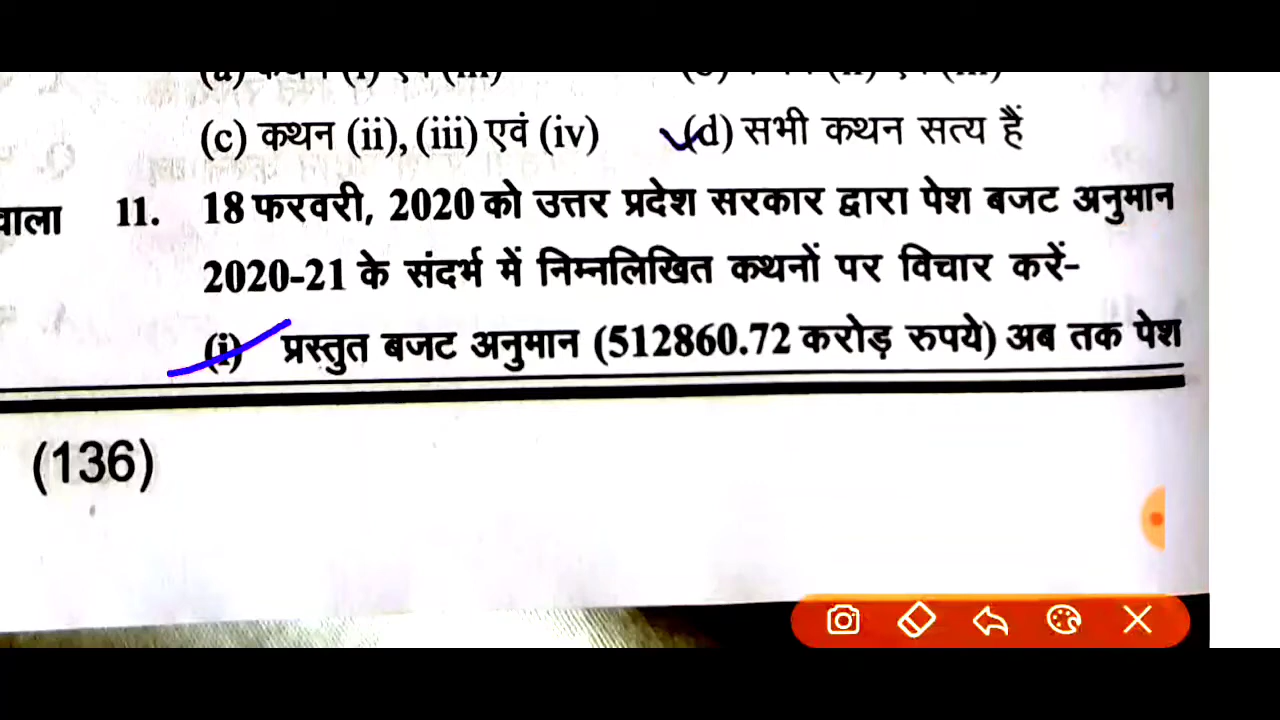 (c) कथन (ii), (iii) एवं (iv) (d) सभी कथन सत्य हैं
वाला 11. 18 फरवरी, 2020 को उत्तर प्रदेश सरकार द्वारा पेश बजट अनुमान
2020-21 के संदर्भ में निम्नलिखित कथनों पर विचार करें-
(i) प्रस्तुत बजट अनुमान (512860.72 करोड़ रुपये) अब तक पेश
(136)